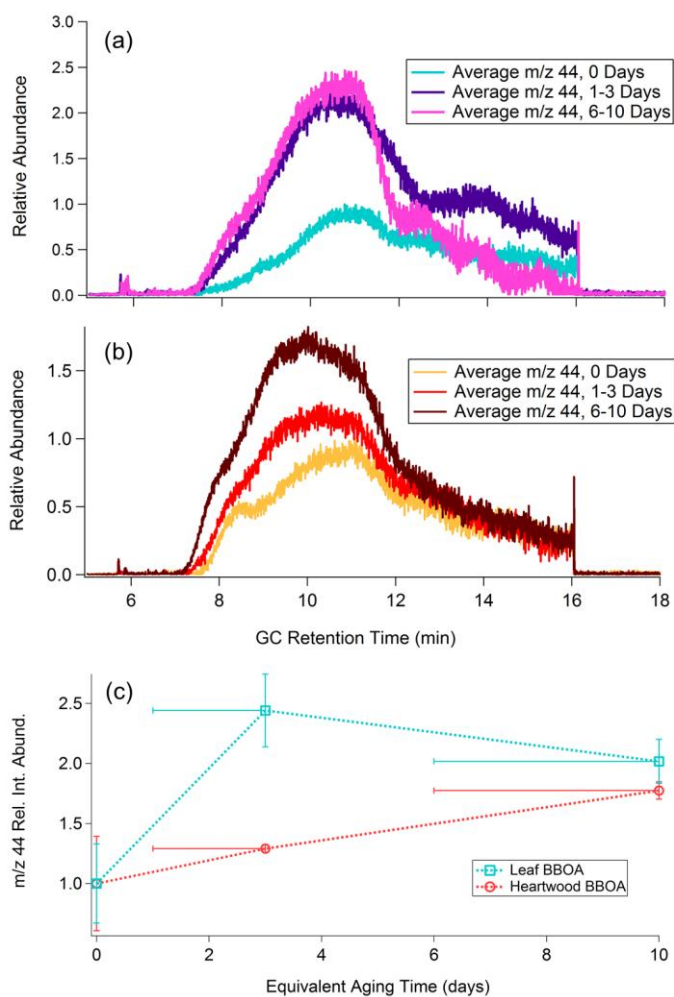 3.0
(a)
2.5
2.0
1.5
1.0
0.5
0.0
Relative Abundance
Average m/z 44, 0 Days
Average m/z 44, 1-3 Days
Average m/z 44, 6-10 Days
(b)
1.5
1.0
0.5
0.0
Relative Abundance
Average m/z 44, 0 Days
Average m/z 44, 1-3 Days
Average m/z 44, 6-10 Days
6 8 10 12 14 16 18
GC Retention Time (min)
(c)
2.5
2.0
1.5
1.0
m/z 44 Rel. Int. Abund.
Leaf BBOA
Heartwood BBOA
0 2 4 6 8 10
Equivalent Aging Time (days)